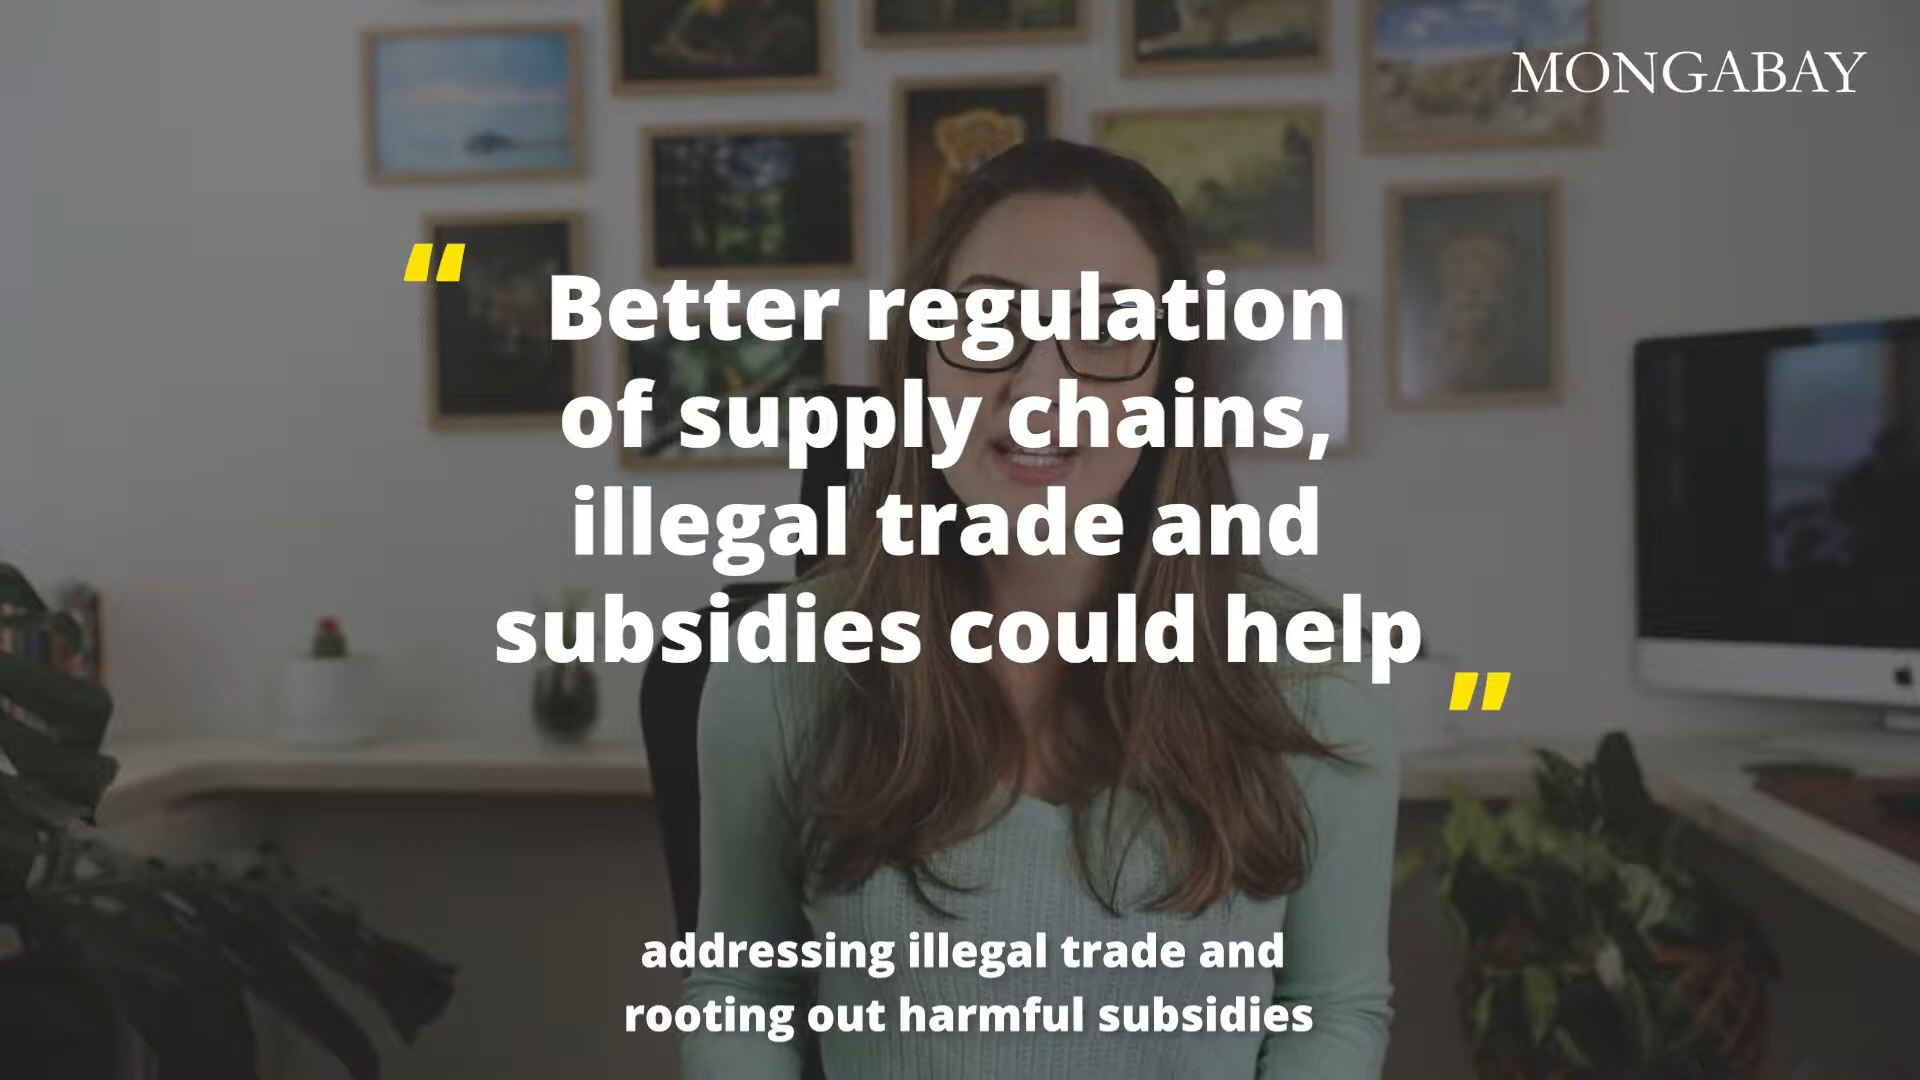 MONGABAY
“Better regulation
of supply chains,
illegal trade and
subsidies could help”
addressing illegal trade and
rooting out harmful subsidies